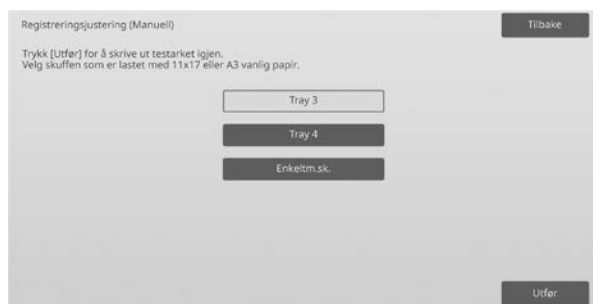 Registreringsjustering (Manuell)
Tilbake
Trykk [Utfør] for å skrive ut testarket igjen.
Velg skuffen som er lastet med 11x17 eller A3 vanlig papir.
Tray 3
Tray 4
Enkeltm.sk.
Utfør